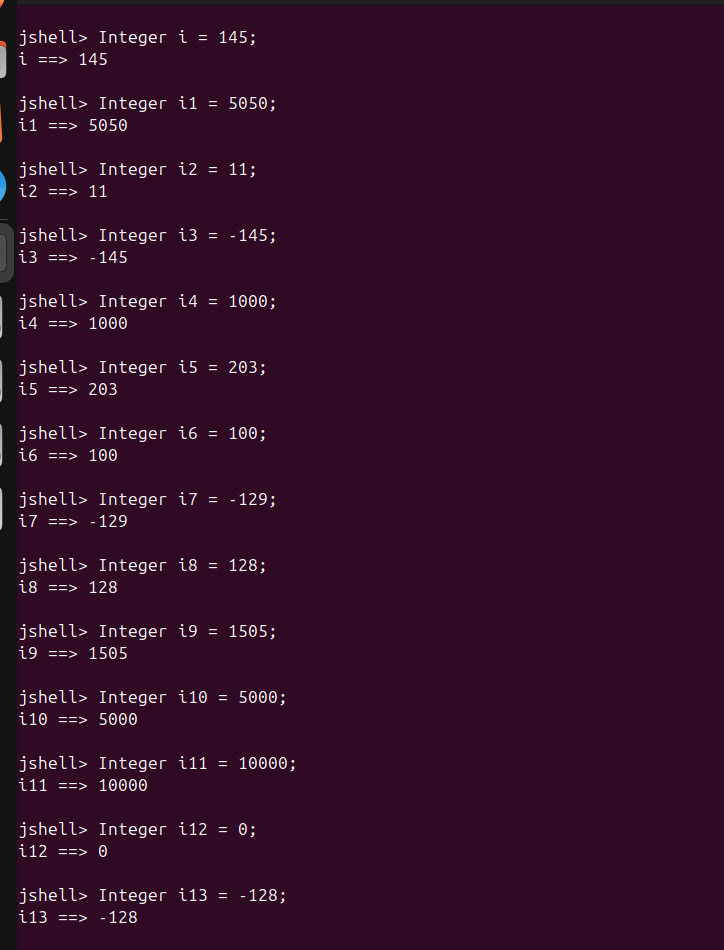 jshell> Integer i = 145;
i ==> 145
jshell> Integer i1 = 5050;
i1 ==> 5050
jshell> Integer i2 = 11;
i2 ==> 11
jshell> Integer i3 = -145;
i3 ==> -145
jshell> Integer i4 = 1000;
i4 ==> 1000
jshell> Integer i5 = 203;
i5 ==> 203
jshell> Integer i6 = 100;
i6 ==> 100
jshell> Integer i7 = -129;
i7 ==> -129
jshell> Integer i8 = 128;
i8 ==> 128
jshell> Integer i9 = 1505;
i9 ==> 1505
jshell> Integer i10 = 5000;
i10 ==> 5000
jshell> Integer i11 = 10000;
i11 ==> 10000
jshell> Integer i12 = 0;
i12 ==> 0
jshell> Integer i13 = -128;
i13 ==> -128